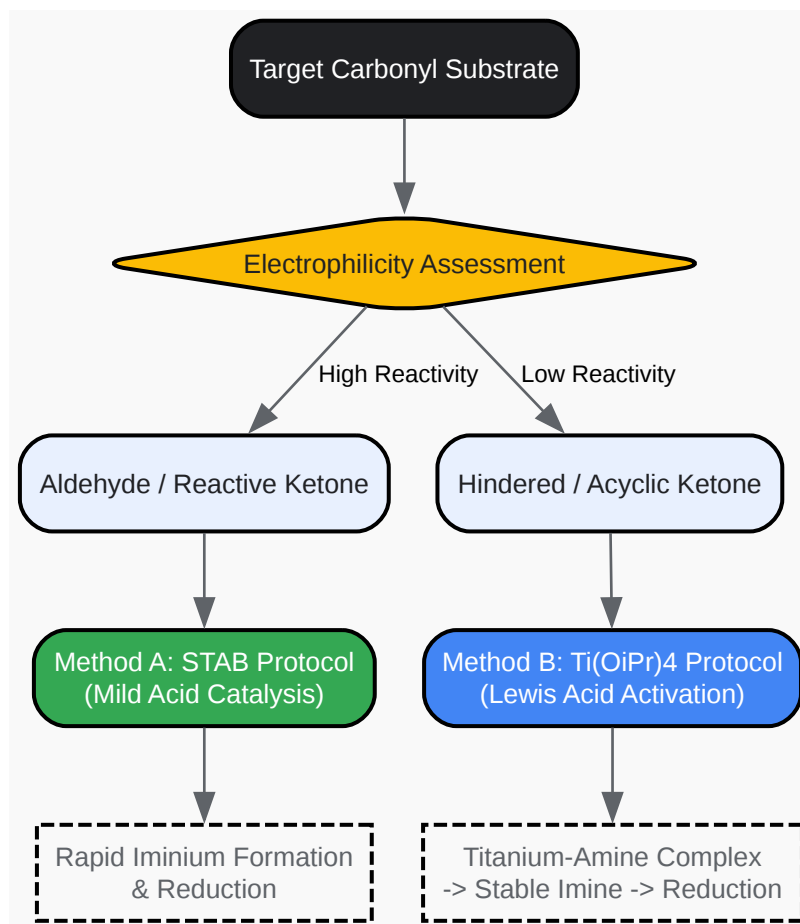 Target Carbonyl Substrate
Electrophilicity Assessment
High Reactivity
Low Reactivity
Aldehyde / Reactive Ketone
Hindered / Acyclic Ketone
Method A: STAB Protocol
(Mild Acid Catalysis)
Method B: Ti(OiPr)4 Protocol
(Lewis Acid Activation)
Rapid Iminium Formation
& Reduction
Titanium-Amine Complex
-> Stable Imine -> Reduction